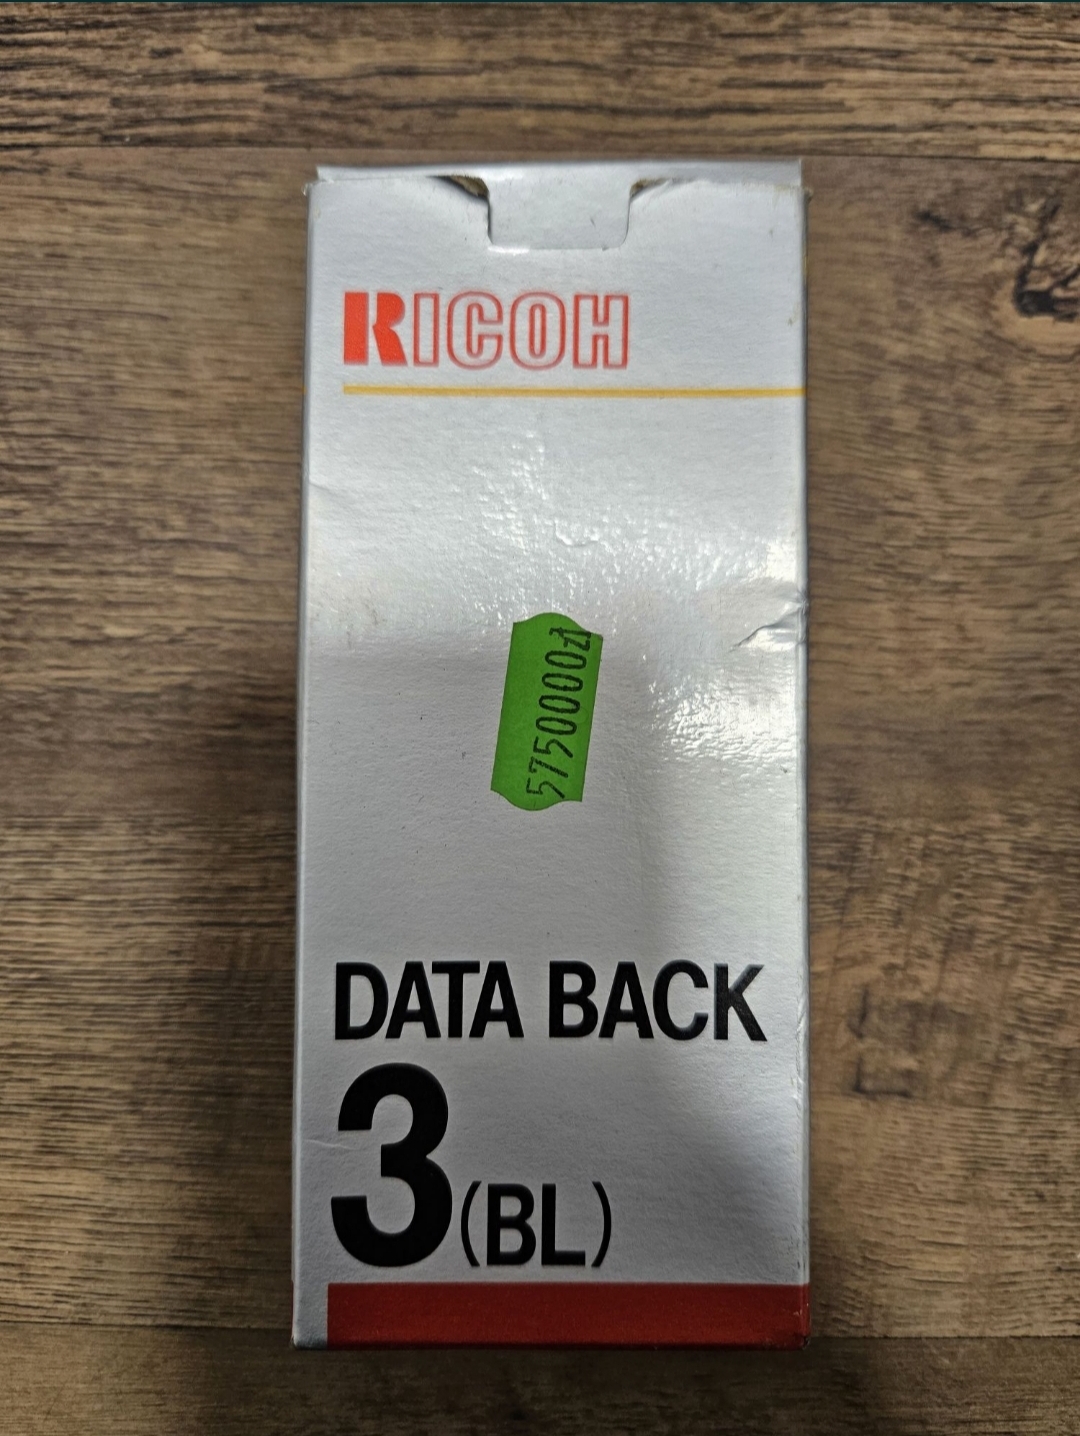 RICOH
5750000zł
DATA BACK
3 (BL)